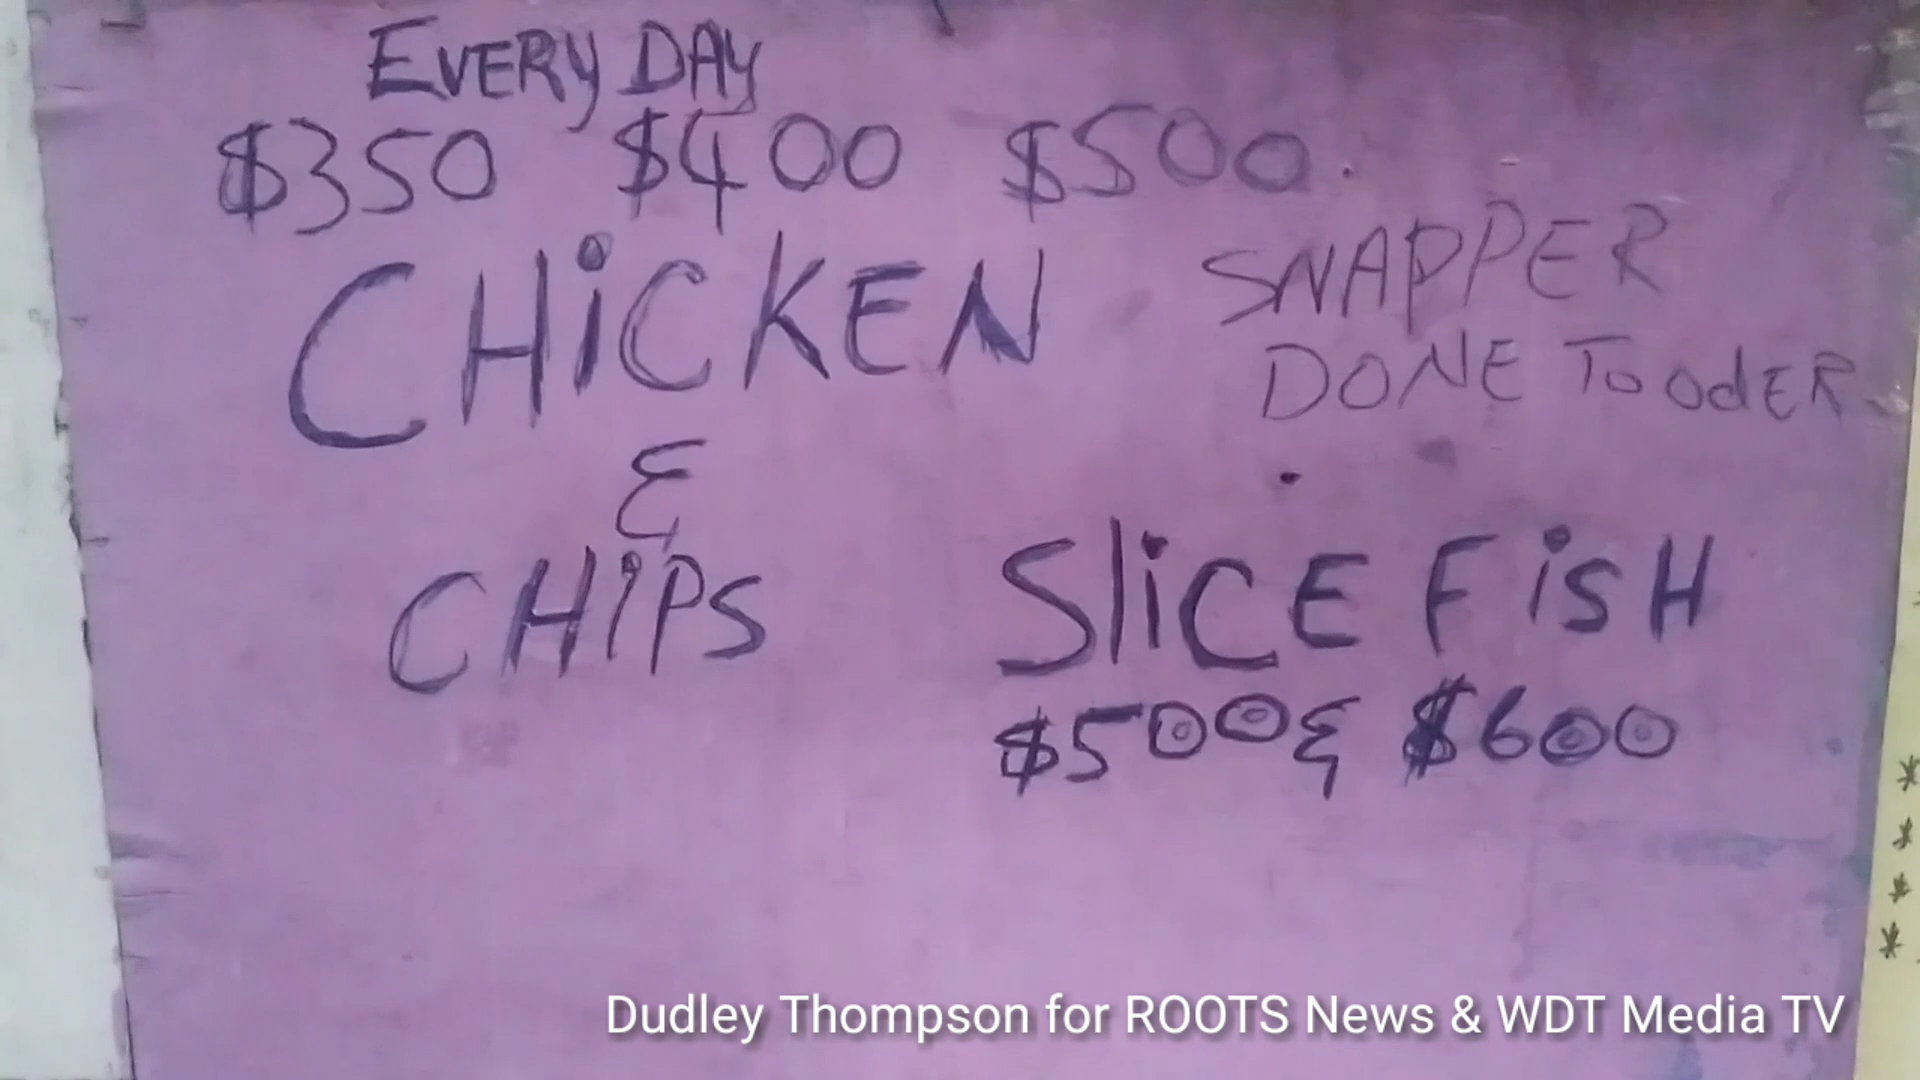 EVERY DAY
$350 $400 $500
CHiCKEN
&
CHiPS
SNAPPER
DONE To OdER
SliCE FiSH
$500 & $600
Dudley Thompson for ROOTS News & WDT Media TV